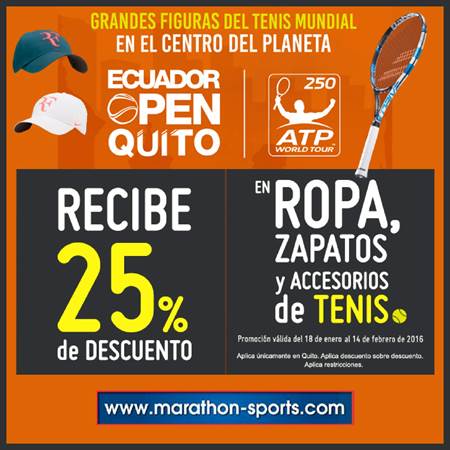 GRANDES FIGURAS DEL TENIS MUNDIAL
EN EL CENTRO DEL PLANETA
ECUADOR
OPEN
QUITO
250
ATP
WORLD TOUR
RECIBE
25%
de DESCUENTO
EN ROPA,
ZAPATOS
y ACCESORIOS
de TENIS.
Promoción válida del 18 de enero al 14 de febrero de 2016
Aplica únicamente en Quito. Aplica descuento sobre descuento.
Aplica restricciones.
www.marathon-sports.com